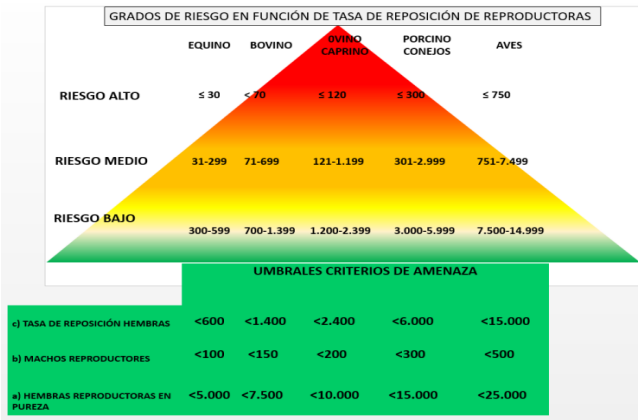 GRADOS DE RIESGO EN FUNCIÓN DE TASA DE REPOSICIÓN DE REPRODUCTORAS
EQUINO BOVINO 0VINO CAPRINO PORCINO CONEJOS AVES
RIESGO ALTO ≤ 30 < 70 ≤ 120 ≤ 300 ≤ 750
RIESGO MEDIO 31-299 71-699 121-1.199 301-2.999 751-7.499
RIESGO BAJO 300-599 700-1.399 1.200-2.399 3.000-5.999 7.500-14.999
UMBRALES CRITERIOS DE AMENAZA
c) TASA DE REPOSICIÓN HEMBRAS <600 <1.400 <2.400 <6.000 <15.000
b) MACHOS REPRODUCTORES <100 <150 <200 <300 <500
a) HEMBRAS REPRODUCTORAS EN PUREZA <5.000 <7.500 <10.000 <15.000 <25.000